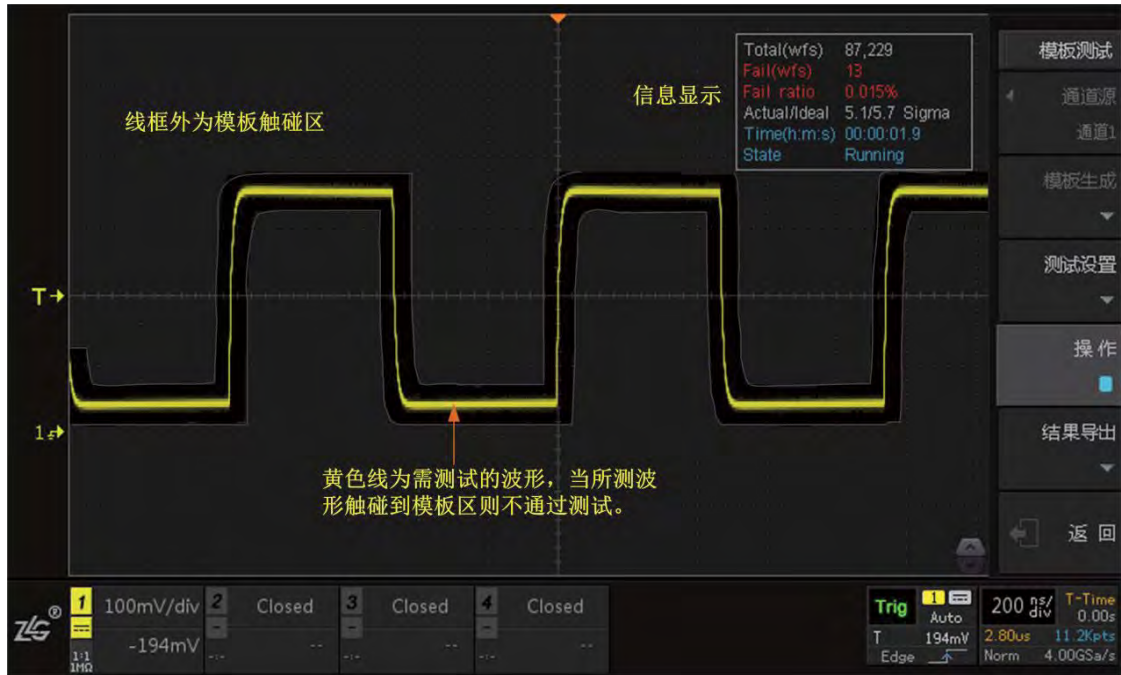 Total(wfs) 87,229
Fail(wfs) 13
Fail ratio 0.015%
Actual/Ideal 5.1/5.7 Sigma
Time(h:m:s) 00:00:01.9
State Running
信息显示
线框外为模板触碰区
模板测试
通道源
通道1
模板生成
测试设置
操作
结果导出
返回
T
1
黄色线为需测试的波形，当所测波
形触碰到模板区则不通过测试。
ZLG®
1 100mV/div
-194mV
1:1
1MΩ
2 Closed
-- --
3 Closed
-- --
4 Closed
-- --
Trig 1 Auto
T 194mV
Edge
200 ns/div T-Time
0.00s
2.80us 11.2Kpts
Norm 4.00GSa/s